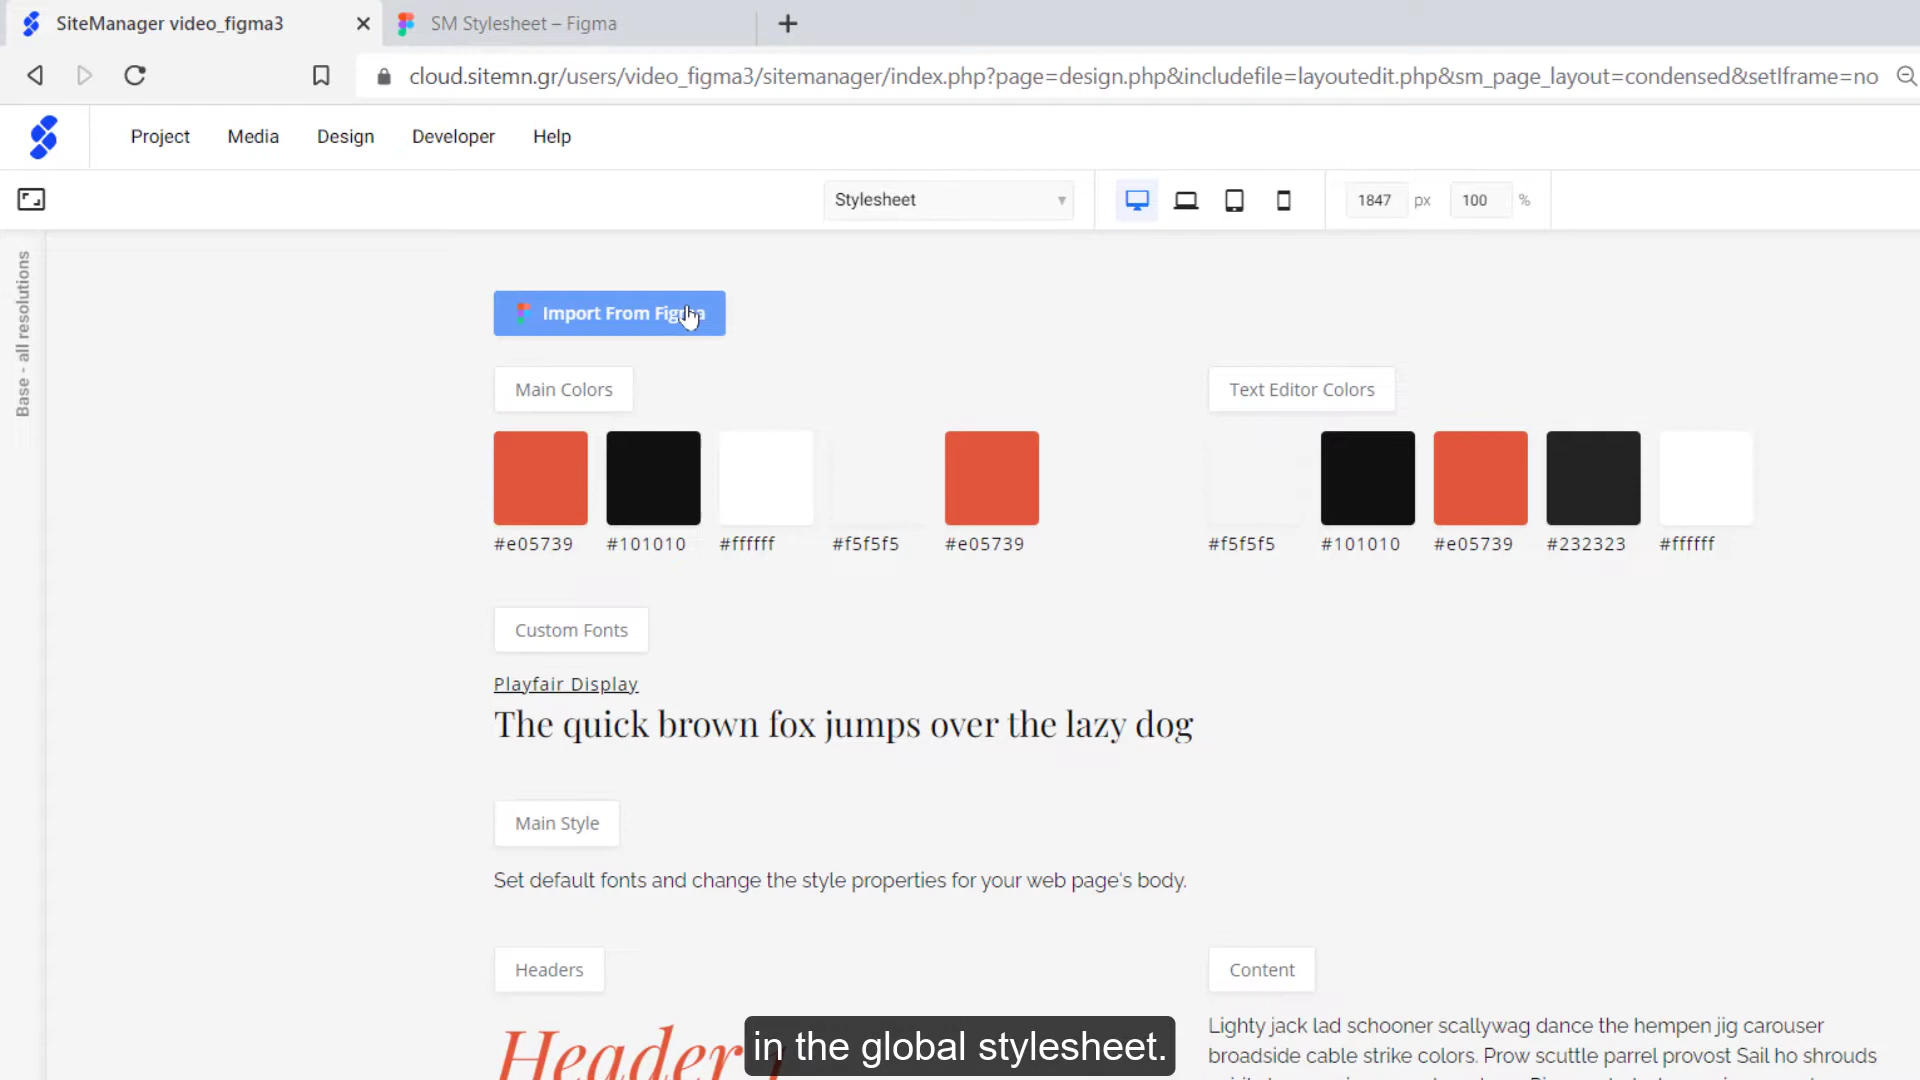 SiteManager video_figma3
SM Stylesheet – Figma
cloud.sitemn.gr/users/video_figma3/sitemanager/index.php?page=design.php&includefile=layoutedit.php&sm_page_layout=condensed&setIframe=no
Project Media Design Developer Help
Stylesheet
1847 px 100 %
Base - all resolutions
Import From Figma
Main Colors
Text Editor Colors
#e05739 #101010 #ffffff #f5f5f5 #e05739
#f5f5f5 #101010 #e05739 #232323 #ffffff
Custom Fonts
Playfair Display
The quick brown fox jumps over the lazy dog
Main Style
Set default fonts and change the style properties for your web page's body.
Headers
Content
Header
Lighty jack lad schooner scallywag dance the hempen jig carouser
broadside cable strike colors. Prow scuttle parrel provost Sail ho shrouds
in the global stylesheet.